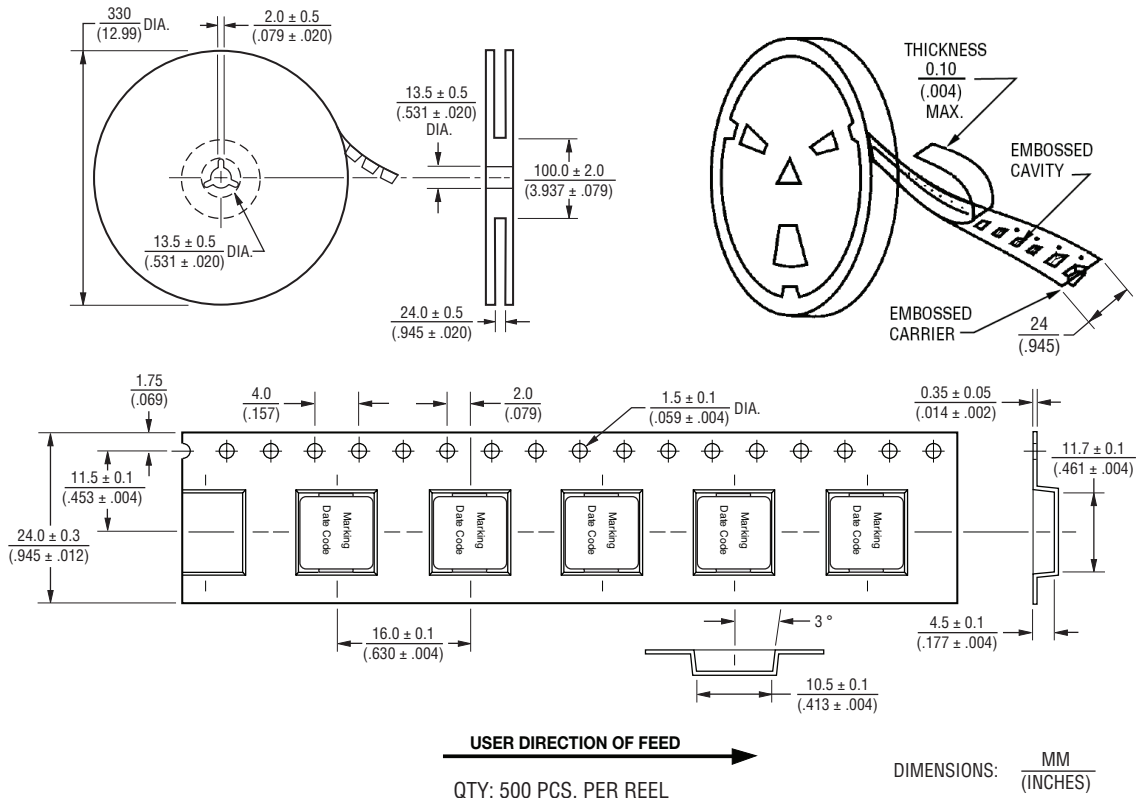 330
(12.99) DIA.
2.0 ± 0.5
(.079 ± .020)
13.5 ± 0.5
(.531 ± .020)
DIA.
100.0 ± 2.0
(3.937 ± .079)
13.5 ± 0.5
(.531 ± .020) DIA.
24.0 ± 0.5
(.945 ± .020)
THICKNESS
0.10
(.004)
MAX.
EMBOSSED
CAVITY
EMBOSSED
CARRIER
24
(.945)
1.75
(.069)
4.0
(.157)
2.0
(.079)
1.5 ± 0.1
(.059 ± .004) DIA.
0.35 ± 0.05
(.014 ± .002)
11.5 ± 0.1
(.453 ± .004)
24.0 ± 0.3
(.945 ± .012)
11.7 ± 0.1
(.461 ± .004)
Marking
Date Code
Marking
Date Code
Marking
Date Code
Marking
Date Code
Marking
Date Code
16.0 ± 0.1
(.630 ± .004)
3 °
4.5 ± 0.1
(.177 ± .004)
10.5 ± 0.1
(.413 ± .004)
USER DIRECTION OF FEED
QTY: 500 PCS. PER REEL
DIMENSIONS: MM
(INCHES)